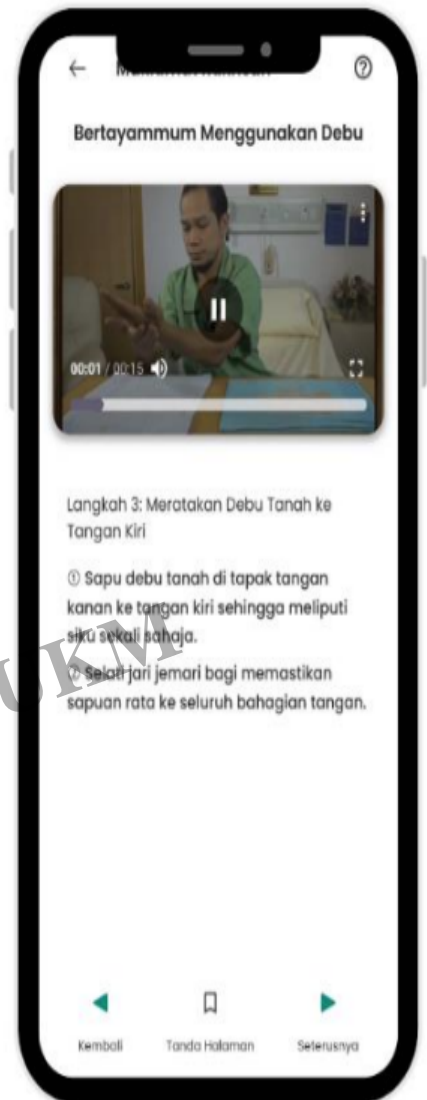 Bertayammum Menggunakan Debu
00:01 / 00:15
Langkah 3: Meratakan Debu Tanah ke
Tangan Kiri
① Sapu debu tanah di tapak tangan
kanan ke tangan kiri sehingga meliputi
siku sekali sahaja.
② Selati jari jemari bagi memastikan
sapuan rata ke seluruh bahagian tangan.
UKM
Kembali
Tanda Halaman
Seterusnya